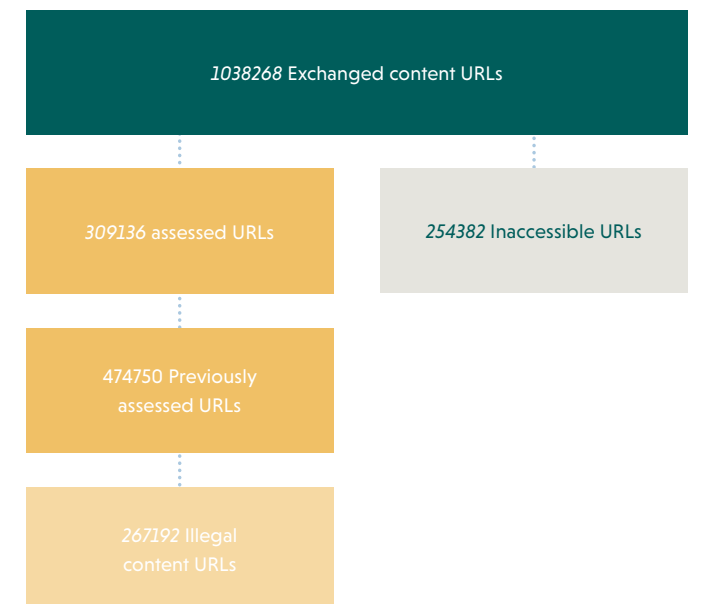 1038268 Exchanged content URLs
309136 assessed URLs
254382 Inaccessible URLs
474750 Previously
assessed URLs
267192 Illegal
content URLs